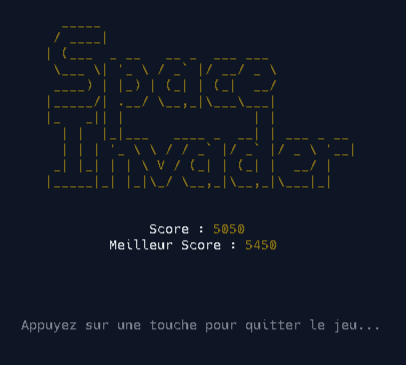 Space
Invader
Score : 5050
Meilleur Score : 5450
Appuyez sur une touche pour quitter le jeu...